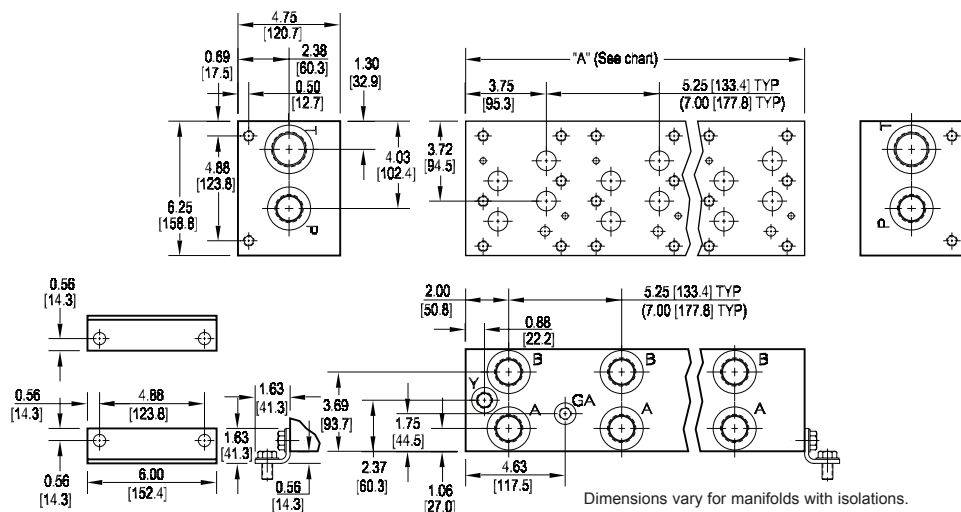 4.75
[120.7]
2.38
[60.3]
0.69
[17.5]
0.50
[12.7]
1.30
[32.9]
T
P
4.88
[123.8]
6.25
[158.8]
4.03
[102.4]
"A" (See chart)
3.75
[95.3]
5.25 [133.4] TYP
(7.00 [177.8] TYP)
3.72
[94.5]
T
P
0.56
[14.3]
0.56
[14.3]
4.88
[123.8]
0.56
[14.3]
6.00
[152.4]
1.63
[41.3]
1.63
[41.3]
0.56
[14.3]
2.00
[50.8]
5.25 [133.4] TYP
(7.00 [177.8] TYP)
0.88
[22.2]
B
B
B
Y
GA
A
A
A
3.69
[93.7]
1.75
[44.5]
2.37
[60.3]
1.06
[27.0]
4.63
[117.5]
Dimensions vary for manifolds with isolations.